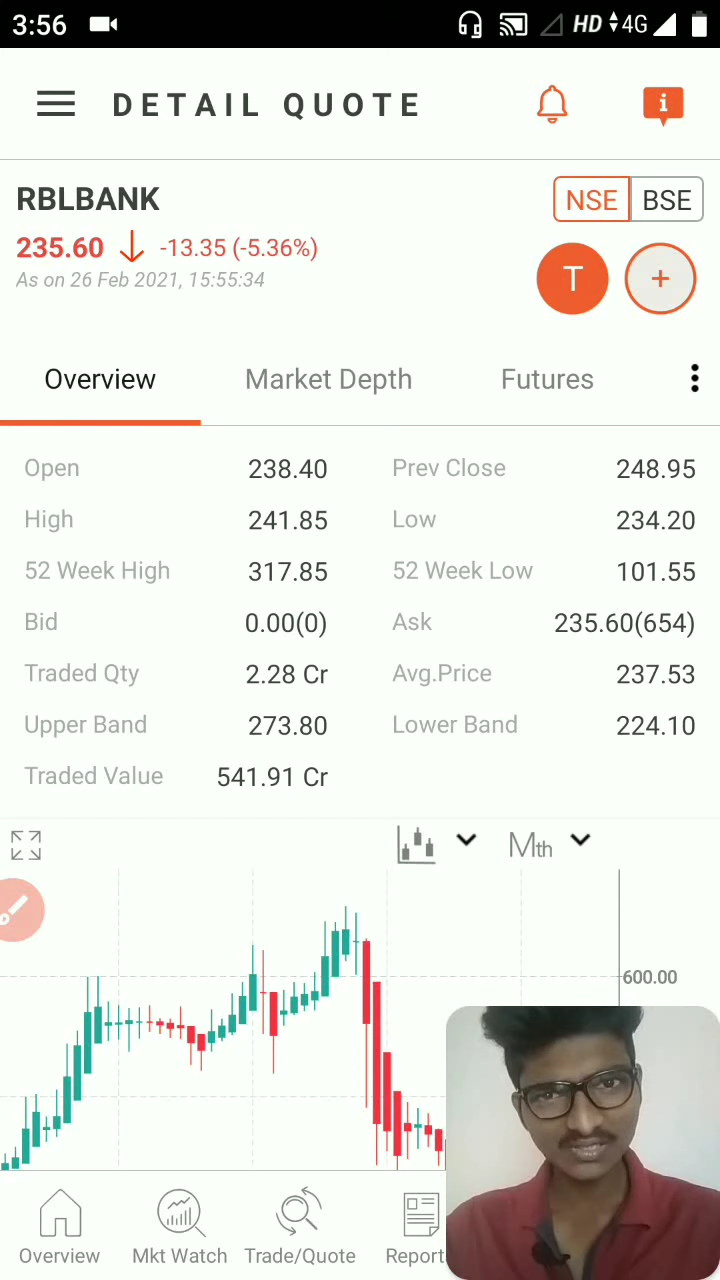 3:56 HD 4G
DETAIL QUOTE
RBLBANK NSE BSE
235.60 -13.35 (-5.36%)
As on 26 Feb 2021, 15:55:34
T +
Overview Market Depth Futures
Open 238.40 Prev Close 248.95
High 241.85 Low 234.20
52 Week High 317.85 52 Week Low 101.55
Bid 0.00(0) Ask 235.60(654)
Traded Qty 2.28 Cr Avg.Price 237.53
Upper Band 273.80 Lower Band 224.10
Traded Value 541.91 Cr
Mth
600.00
Overview Mkt Watch Trade/Quote Report